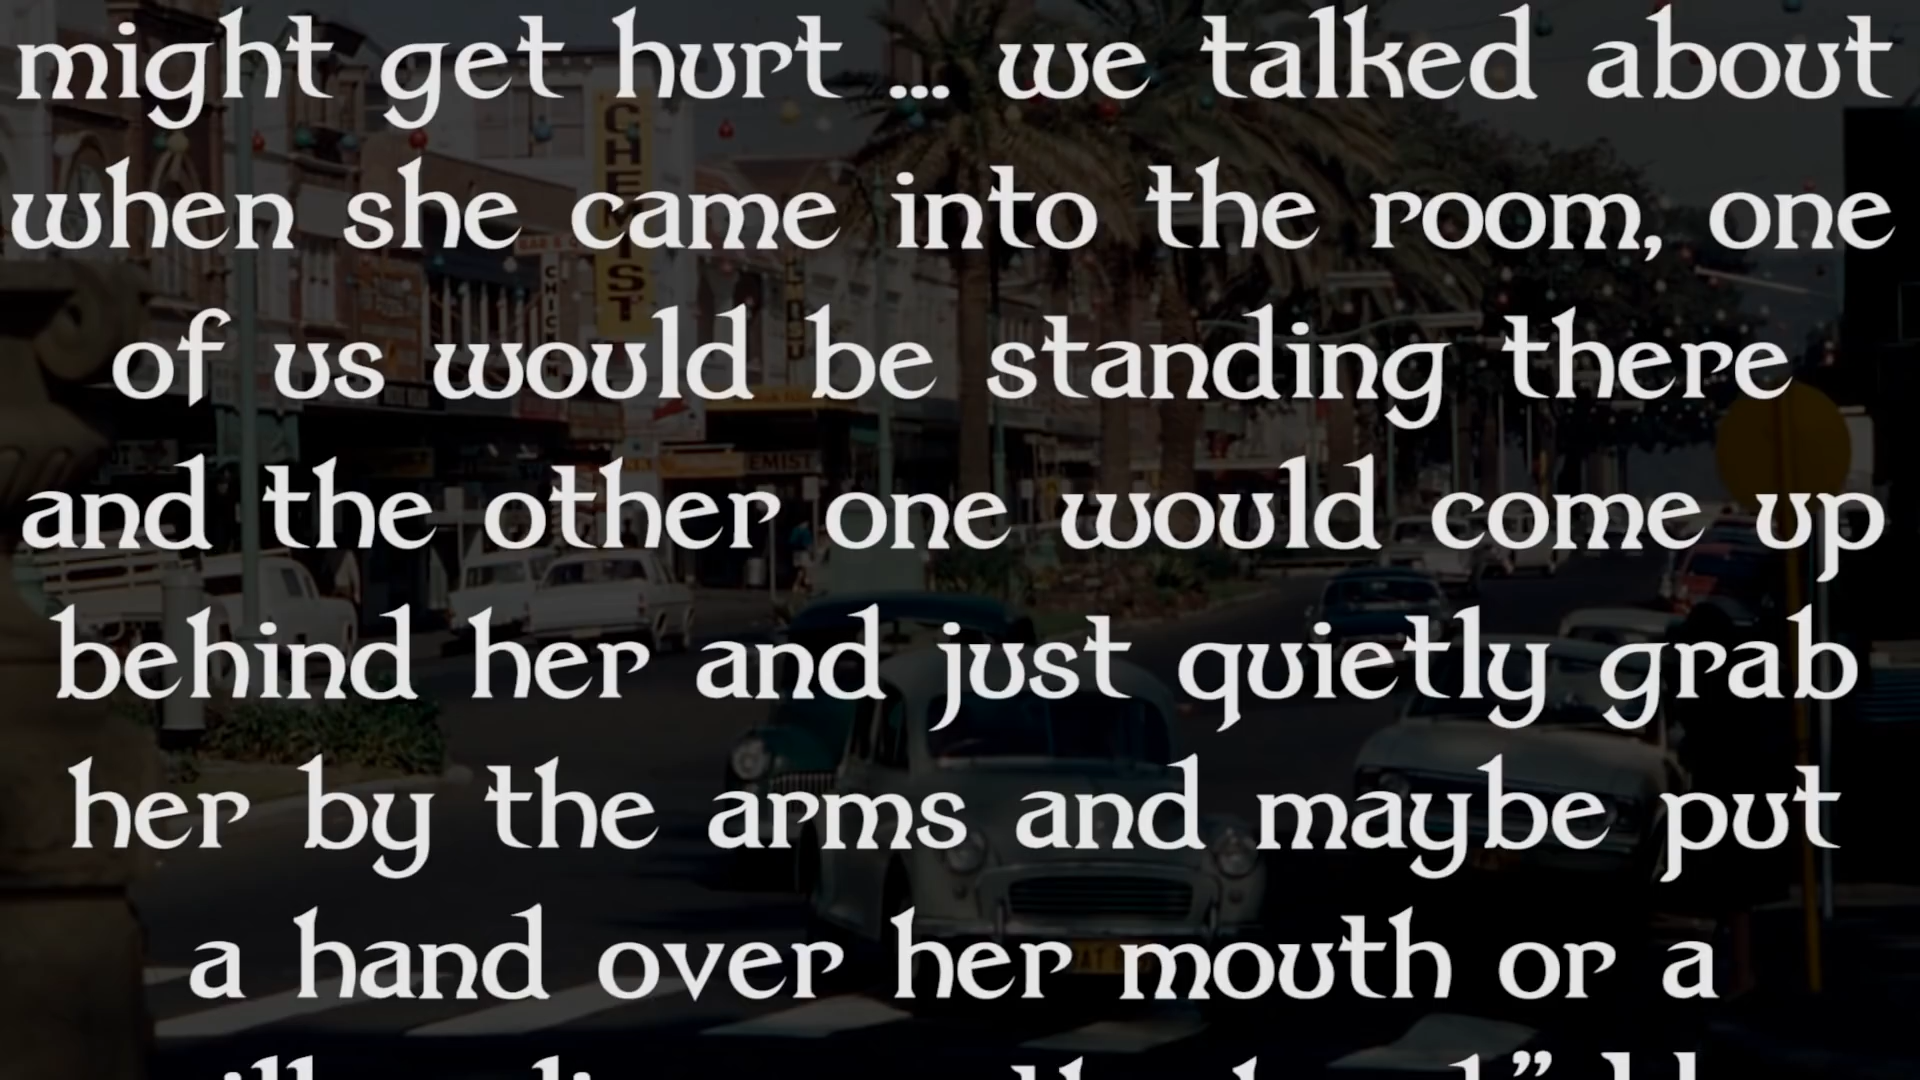 might get hurt ... we talked about
when she came into the room, one
of us would be standing there
and the other one would come up
behind her and just quietly grab
her by the arms and maybe put
a hand over her mouth or a
CHEMIST
EMIST